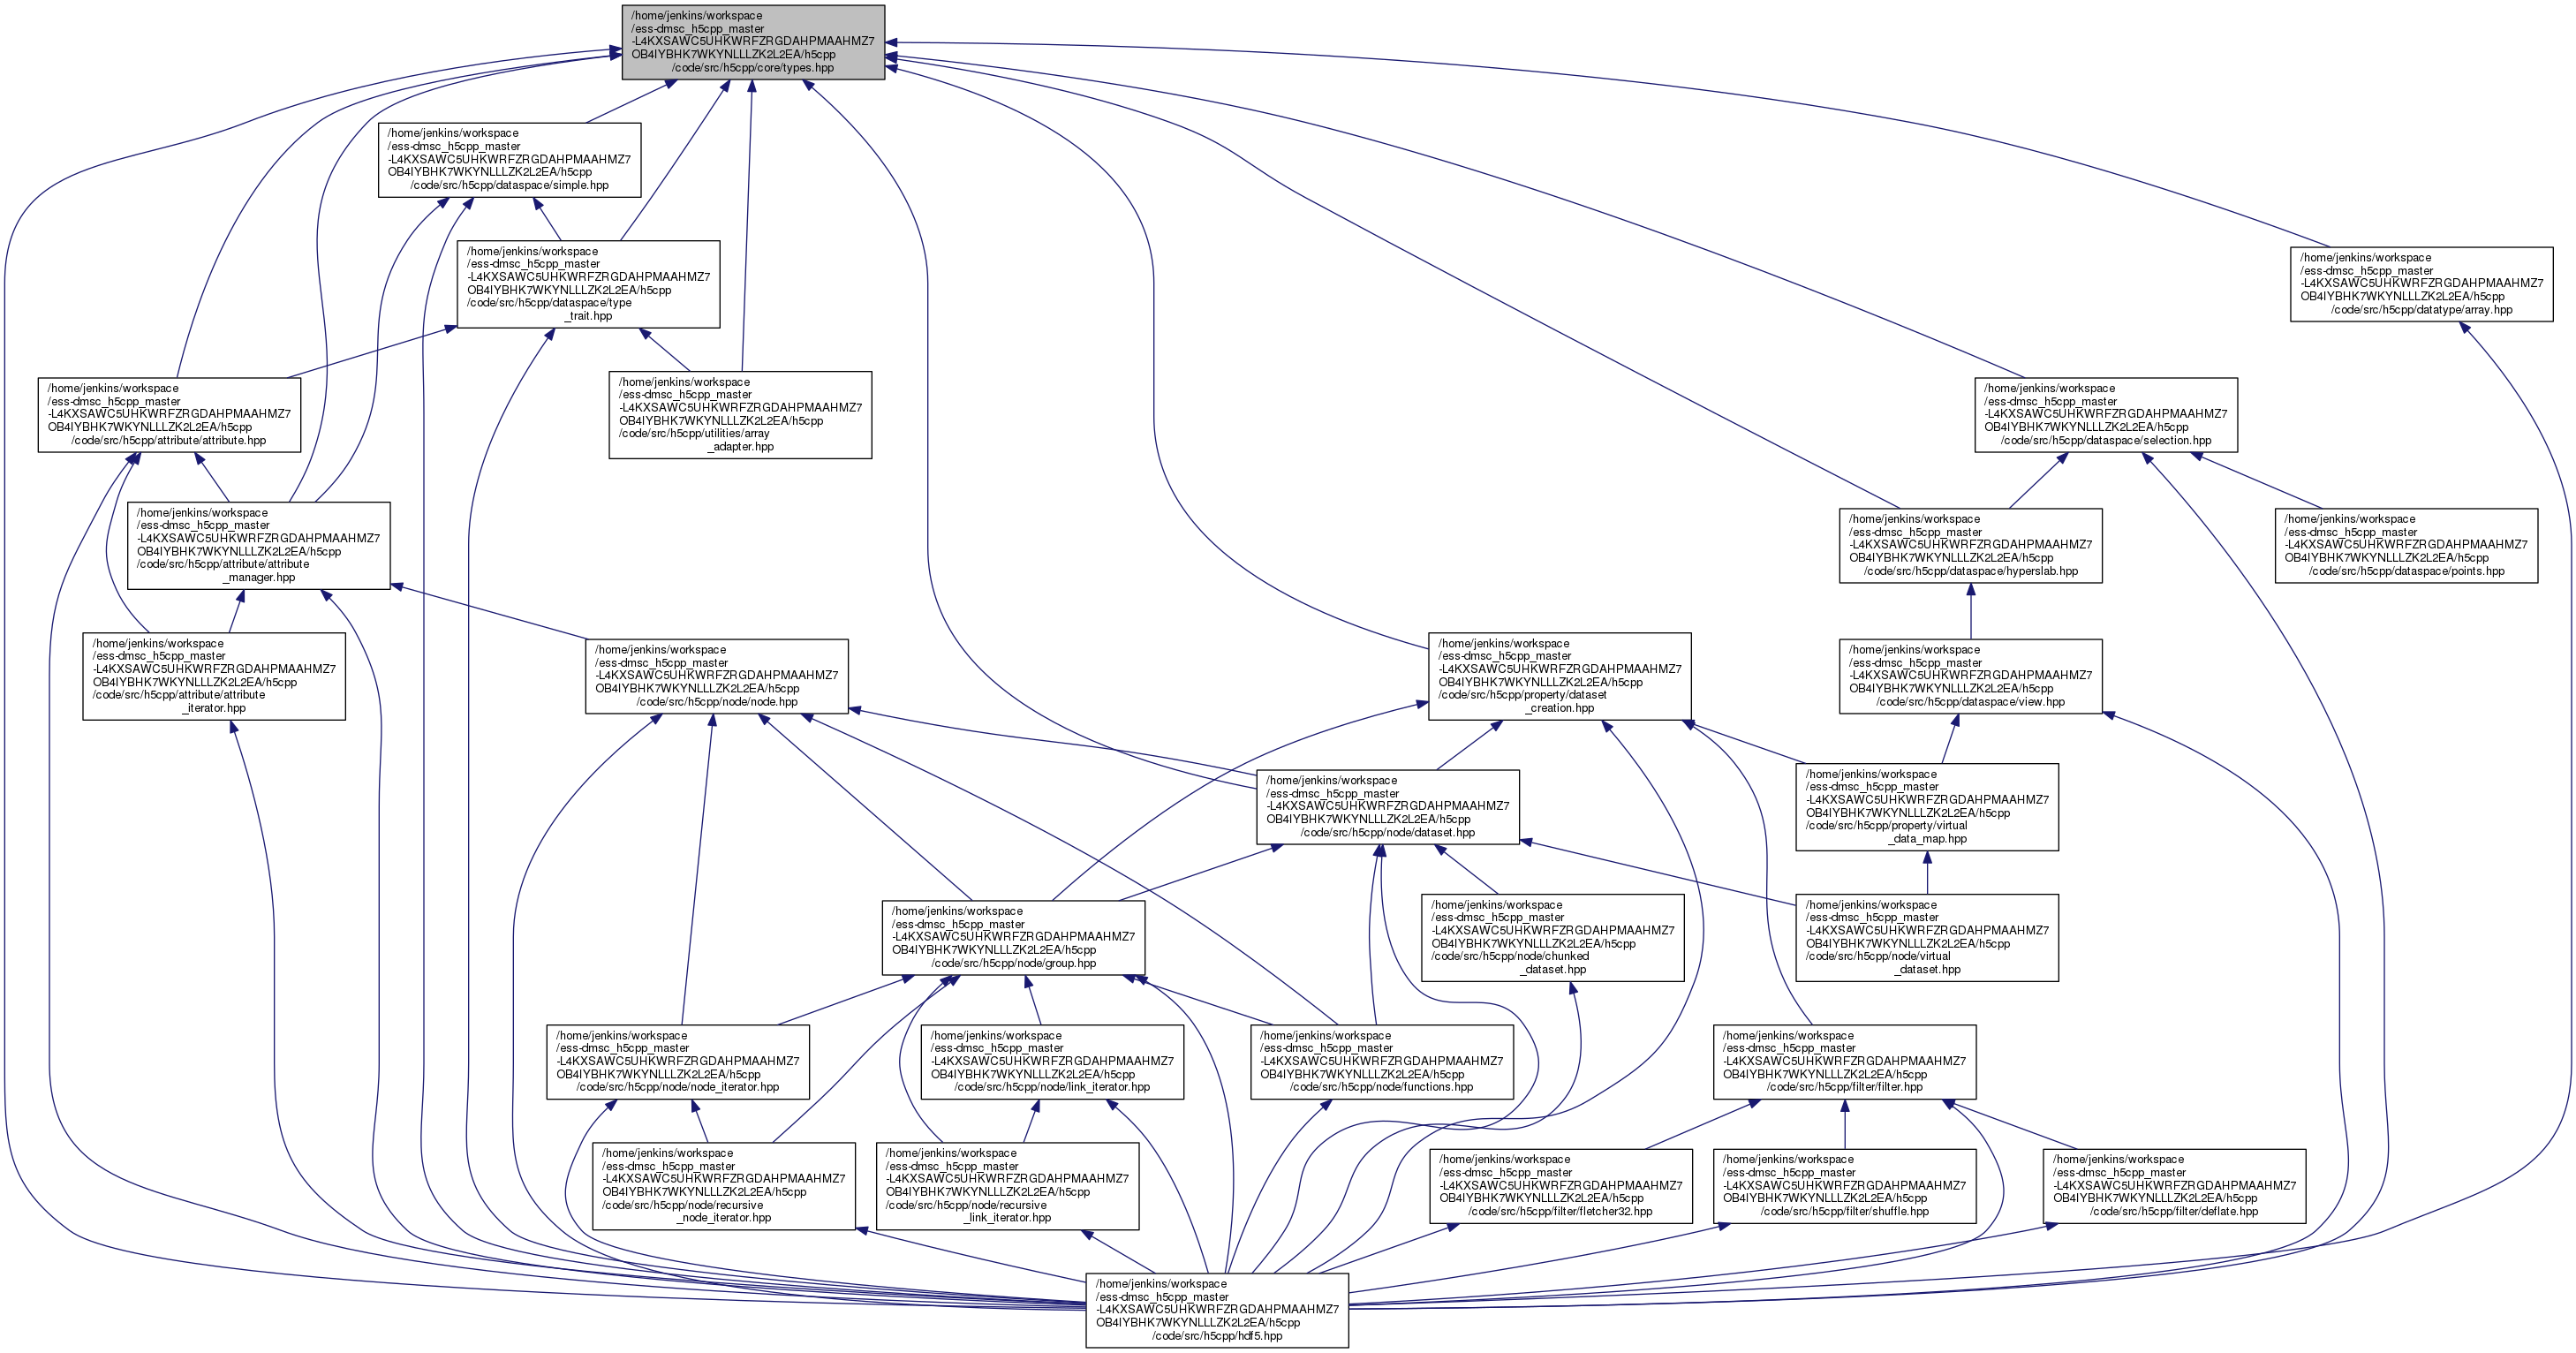 /home/jenkins/workspace
/ess-dmsc_h5cpp_master
-L4KXSAWC5UHKWRFZRGDAHPMAAHMZ7
OB4IYBHK7WKYNLLLZK2L2EA/h5cpp
/code/src/h5cpp/core/types.hpp
/home/jenkins/workspace
/ess-dmsc_h5cpp_master
-L4KXSAWC5UHKWRFZRGDAHPMAAHMZ7
OB4IYBHK7WKYNLLLZK2L2EA/h5cpp
/code/src/h5cpp/dataspace/simple.hpp
/home/jenkins/workspace
/ess-dmsc_h5cpp_master
-L4KXSAWC5UHKWRFZRGDAHPMAAHMZ7
OB4IYBHK7WKYNLLLZK2L2EA/h5cpp
/code/src/h5cpp/dataspace/type
_trait.hpp
/home/jenkins/workspace
/ess-dmsc_h5cpp_master
-L4KXSAWC5UHKWRFZRGDAHPMAAHMZ7
OB4IYBHK7WKYNLLLZK2L2EA/h5cpp
/code/src/h5cpp/datatype/array.hpp
/home/jenkins/workspace
/ess-dmsc_h5cpp_master
-L4KXSAWC5UHKWRFZRGDAHPMAAHMZ7
OB4IYBHK7WKYNLLLZK2L2EA/h5cpp
/code/src/h5cpp/attribute/attribute.hpp
/home/jenkins/workspace
/ess-dmsc_h5cpp_master
-L4KXSAWC5UHKWRFZRGDAHPMAAHMZ7
OB4IYBHK7WKYNLLLZK2L2EA/h5cpp
/code/src/h5cpp/utilities/array
_adapter.hpp
/home/jenkins/workspace
/ess-dmsc_h5cpp_master
-L4KXSAWC5UHKWRFZRGDAHPMAAHMZ7
OB4IYBHK7WKYNLLLZK2L2EA/h5cpp
/code/src/h5cpp/dataspace/selection.hpp
/home/jenkins/workspace
/ess-dmsc_h5cpp_master
-L4KXSAWC5UHKWRFZRGDAHPMAAHMZ7
OB4IYBHK7WKYNLLLZK2L2EA/h5cpp
/code/src/h5cpp/attribute/attribute
_manager.hpp
/home/jenkins/workspace
/ess-dmsc_h5cpp_master
-L4KXSAWC5UHKWRFZRGDAHPMAAHMZ7
OB4IYBHK7WKYNLLLZK2L2EA/h5cpp
/code/src/h5cpp/dataspace/hyperslab.hpp
/home/jenkins/workspace
/ess-dmsc_h5cpp_master
-L4KXSAWC5UHKWRFZRGDAHPMAAHMZ7
OB4IYBHK7WKYNLLLZK2L2EA/h5cpp
/code/src/h5cpp/dataspace/points.hpp
/home/jenkins/workspace
/ess-dmsc_h5cpp_master
-L4KXSAWC5UHKWRFZRGDAHPMAAHMZ7
OB4IYBHK7WKYNLLLZK2L2EA/h5cpp
/code/src/h5cpp/attribute/attribute
_iterator.hpp
/home/jenkins/workspace
/ess-dmsc_h5cpp_master
-L4KXSAWC5UHKWRFZRGDAHPMAAHMZ7
OB4IYBHK7WKYNLLLZK2L2EA/h5cpp
/code/src/h5cpp/node/node.hpp
/home/jenkins/workspace
/ess-dmsc_h5cpp_master
-L4KXSAWC5UHKWRFZRGDAHPMAAHMZ7
OB4IYBHK7WKYNLLLZK2L2EA/h5cpp
/code/src/h5cpp/property/dataset
_creation.hpp
/home/jenkins/workspace
/ess-dmsc_h5cpp_master
-L4KXSAWC5UHKWRFZRGDAHPMAAHMZ7
OB4IYBHK7WKYNLLLZK2L2EA/h5cpp
/code/src/h5cpp/dataspace/view.hpp
/home/jenkins/workspace
/ess-dmsc_h5cpp_master
-L4KXSAWC5UHKWRFZRGDAHPMAAHMZ7
OB4IYBHK7WKYNLLLZK2L2EA/h5cpp
/code/src/h5cpp/node/dataset.hpp
/home/jenkins/workspace
/ess-dmsc_h5cpp_master
-L4KXSAWC5UHKWRFZRGDAHPMAAHMZ7
OB4IYBHK7WKYNLLLZK2L2EA/h5cpp
/code/src/h5cpp/property/virtual
_data_map.hpp
/home/jenkins/workspace
/ess-dmsc_h5cpp_master
-L4KXSAWC5UHKWRFZRGDAHPMAAHMZ7
OB4IYBHK7WKYNLLLZK2L2EA/h5cpp
/code/src/h5cpp/node/group.hpp
/home/jenkins/workspace
/ess-dmsc_h5cpp_master
-L4KXSAWC5UHKWRFZRGDAHPMAAHMZ7
OB4IYBHK7WKYNLLLZK2L2EA/h5cpp
/code/src/h5cpp/node/chunked
_dataset.hpp
/home/jenkins/workspace
/ess-dmsc_h5cpp_master
-L4KXSAWC5UHKWRFZRGDAHPMAAHMZ7
OB4IYBHK7WKYNLLLZK2L2EA/h5cpp
/code/src/h5cpp/node/virtual
_dataset.hpp
/home/jenkins/workspace
/ess-dmsc_h5cpp_master
-L4KXSAWC5UHKWRFZRGDAHPMAAHMZ7
OB4IYBHK7WKYNLLLZK2L2EA/h5cpp
/code/src/h5cpp/node/node_iterator.hpp
/home/jenkins/workspace
/ess-dmsc_h5cpp_master
-L4KXSAWC5UHKWRFZRGDAHPMAAHMZ7
OB4IYBHK7WKYNLLLZK2L2EA/h5cpp
/code/src/h5cpp/node/link_iterator.hpp
/home/jenkins/workspace
/ess-dmsc_h5cpp_master
-L4KXSAWC5UHKWRFZRGDAHPMAAHMZ7
OB4IYBHK7WKYNLLLZK2L2EA/h5cpp
/code/src/h5cpp/node/functions.hpp
/home/jenkins/workspace
/ess-dmsc_h5cpp_master
-L4KXSAWC5UHKWRFZRGDAHPMAAHMZ7
OB4IYBHK7WKYNLLLZK2L2EA/h5cpp
/code/src/h5cpp/filter/filter.hpp
/home/jenkins/workspace
/ess-dmsc_h5cpp_master
-L4KXSAWC5UHKWRFZRGDAHPMAAHMZ7
OB4IYBHK7WKYNLLLZK2L2EA/h5cpp
/code/src/h5cpp/node/recursive
_node_iterator.hpp
/home/jenkins/workspace
/ess-dmsc_h5cpp_master
-L4KXSAWC5UHKWRFZRGDAHPMAAHMZ7
OB4IYBHK7WKYNLLLZK2L2EA/h5cpp
/code/src/h5cpp/node/recursive
_link_iterator.hpp
/home/jenkins/workspace
/ess-dmsc_h5cpp_master
-L4KXSAWC5UHKWRFZRGDAHPMAAHMZ7
OB4IYBHK7WKYNLLLZK2L2EA/h5cpp
/code/src/h5cpp/filter/fletcher32.hpp
/home/jenkins/workspace
/ess-dmsc_h5cpp_master
-L4KXSAWC5UHKWRFZRGDAHPMAAHMZ7
OB4IYBHK7WKYNLLLZK2L2EA/h5cpp
/code/src/h5cpp/filter/shuffle.hpp
/home/jenkins/workspace
/ess-dmsc_h5cpp_master
-L4KXSAWC5UHKWRFZRGDAHPMAAHMZ7
OB4IYBHK7WKYNLLLZK2L2EA/h5cpp
/code/src/h5cpp/filter/deflate.hpp
/home/jenkins/workspace
/ess-dmsc_h5cpp_master
-L4KXSAWC5UHKWRFZRGDAHPMAAHMZ7
OB4IYBHK7WKYNLLLZK2L2EA/h5cpp
/code/src/h5cpp/hdf5.hpp